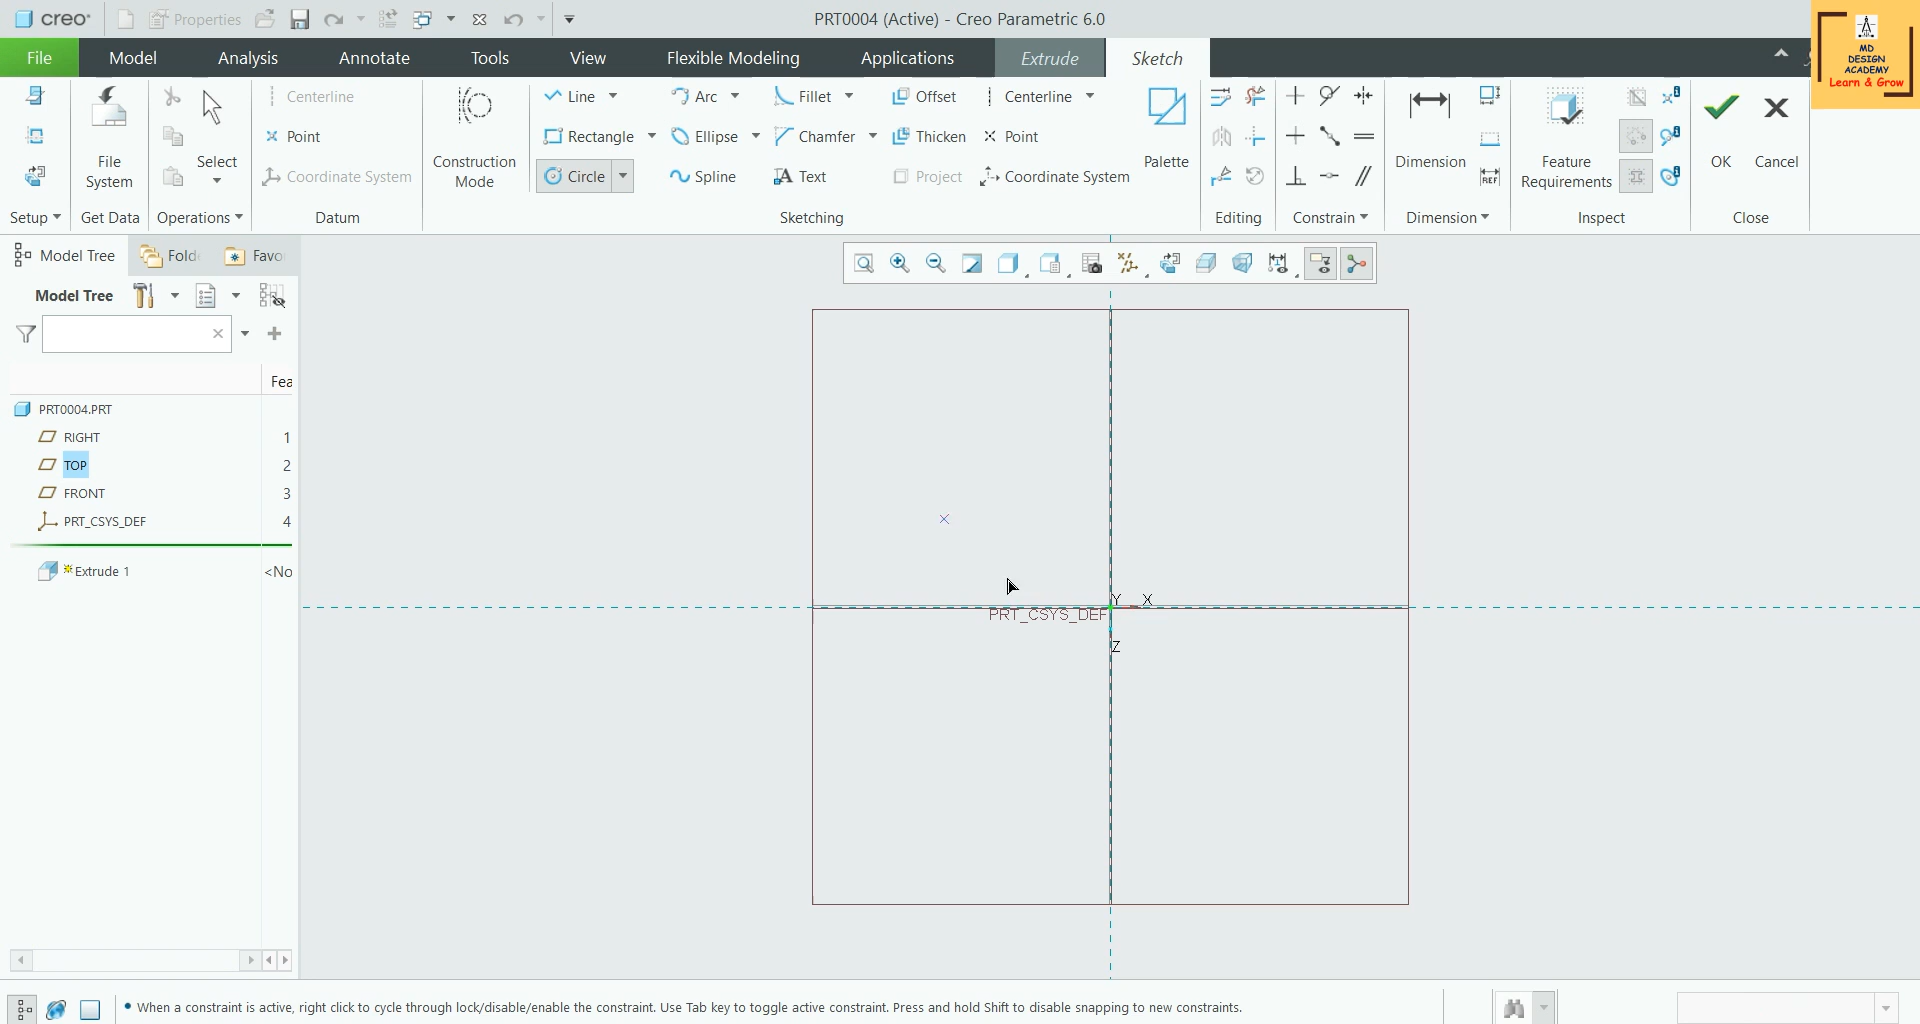 creo
Properties
PRT0004 (Active) - Creo Parametric 6.0
MD
DESIGN
ACADEMY
Learn & Grow
File
Model
Analysis
Annotate
Tools
View
Flexible Modeling
Applications
Extrude
Sketch
Setup
File
System
Get Data
Select
Operations
Centerline
Point
Coordinate System
Datum
Construction
Mode
Line
Rectangle
Circle
Arc
Ellipse
Spline
Fillet
Chamfer
Text
Offset
Thicken
Project
Centerline
Point
Coordinate System
Palette
Sketching
Editing
Constrain
Dimension
REF
Dimension
Feature
Requirements
Inspect
OK
Cancel
Close
Model Tree
Fold
Favo
Model Tree
Fea
PRT0004.PRT
RIGHT 1
TOP 2
FRONT 3
PRT_CSYS_DEF 4
Extrude 1 <No
Y X
PRT_CSYS_DEF
Z
• When a constraint is active, right click to cycle through lock/disable/enable the constraint. Use Tab key to toggle active constraint. Press and hold Shift to disable snapping to new constraints.